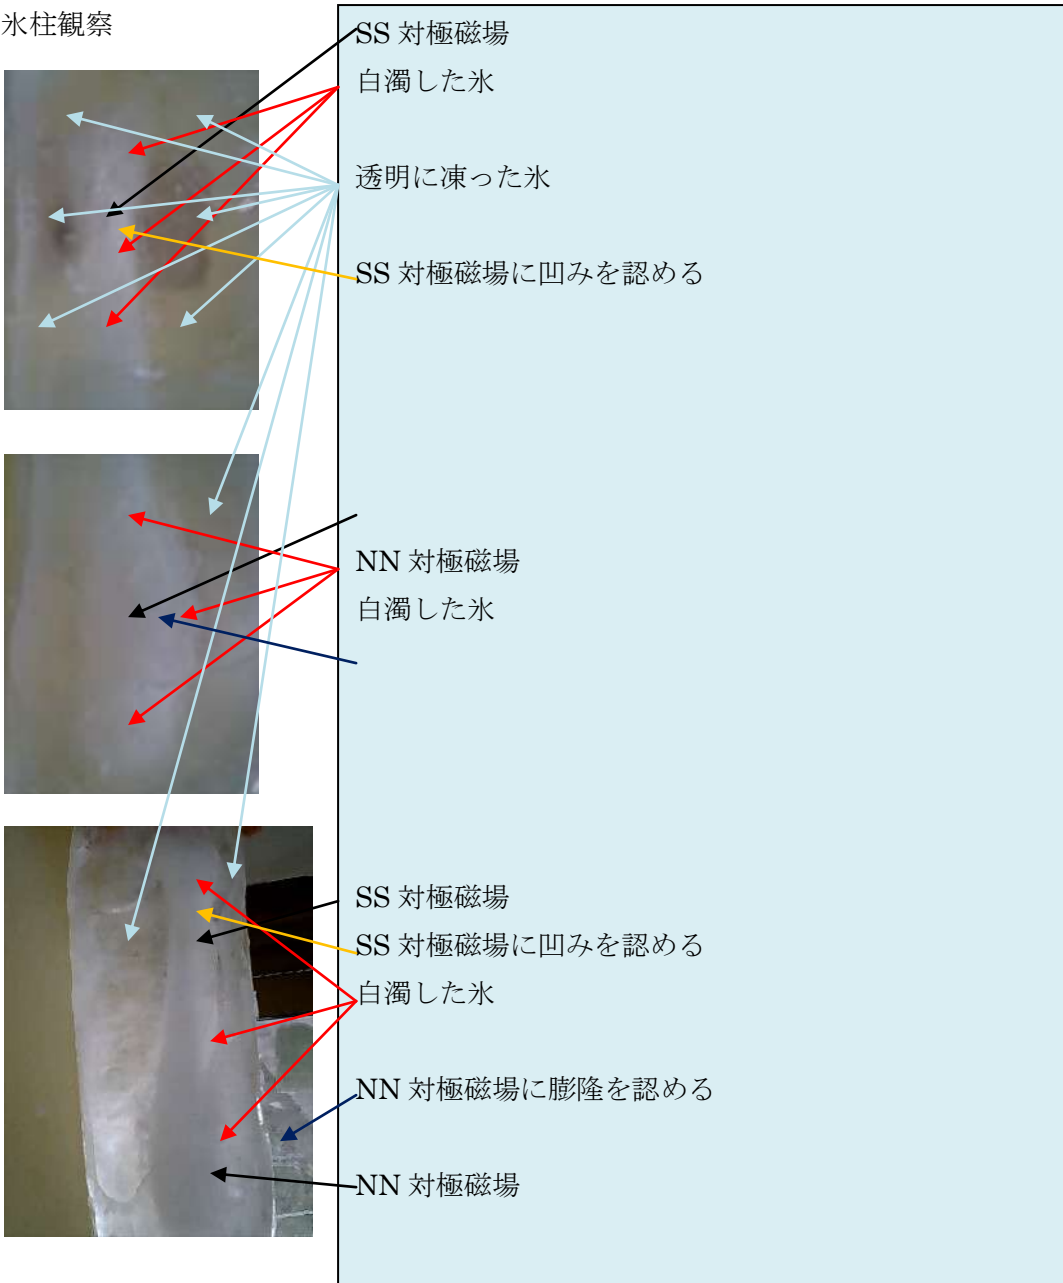 氷柱観察
SS 対極磁場
白濁した氷
透明に凍った氷
SS 対極磁場に凹みを認める
NN 対極磁場
白濁した氷
SS 対極磁場
SS 対極磁場に凹みを認める
白濁した氷
NN 対極磁場に膨隆を認める
NN 対極磁場